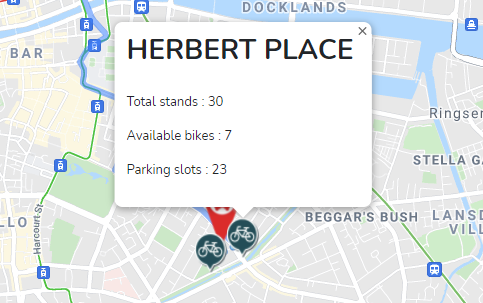 DOCKLANDS
BAR
HERBERT PLACE
×
Total stands : 30
Available bikes : 7
Parking slots : 23
Ringsen
STELLA GA
LLO
Harcourt St
BEGGAR'S BUSH
LANSD
VILL